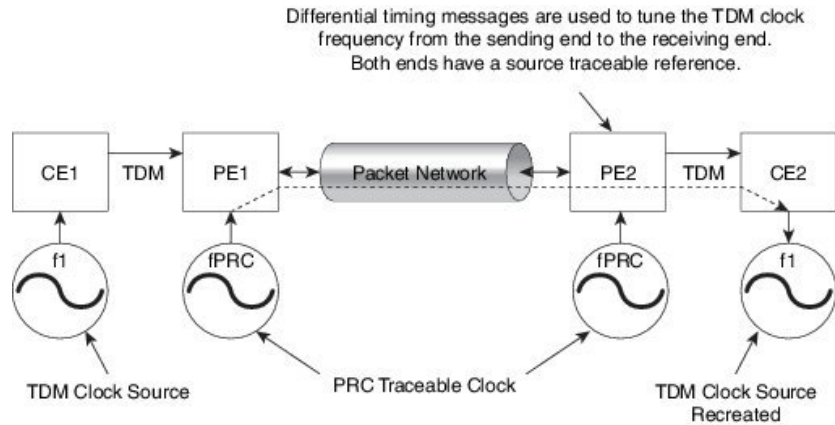 Differential timing messages are used to tune the TDM clock
frequency from the sending end to the receiving end.
Both ends have a source traceable reference.
CE1
TDM
PE1
Packet Network
PE2
TDM
CE2
f1
fPRC
fPRC
f1
TDM Clock Source
PRC Traceable Clock
TDM Clock Source
Recreated